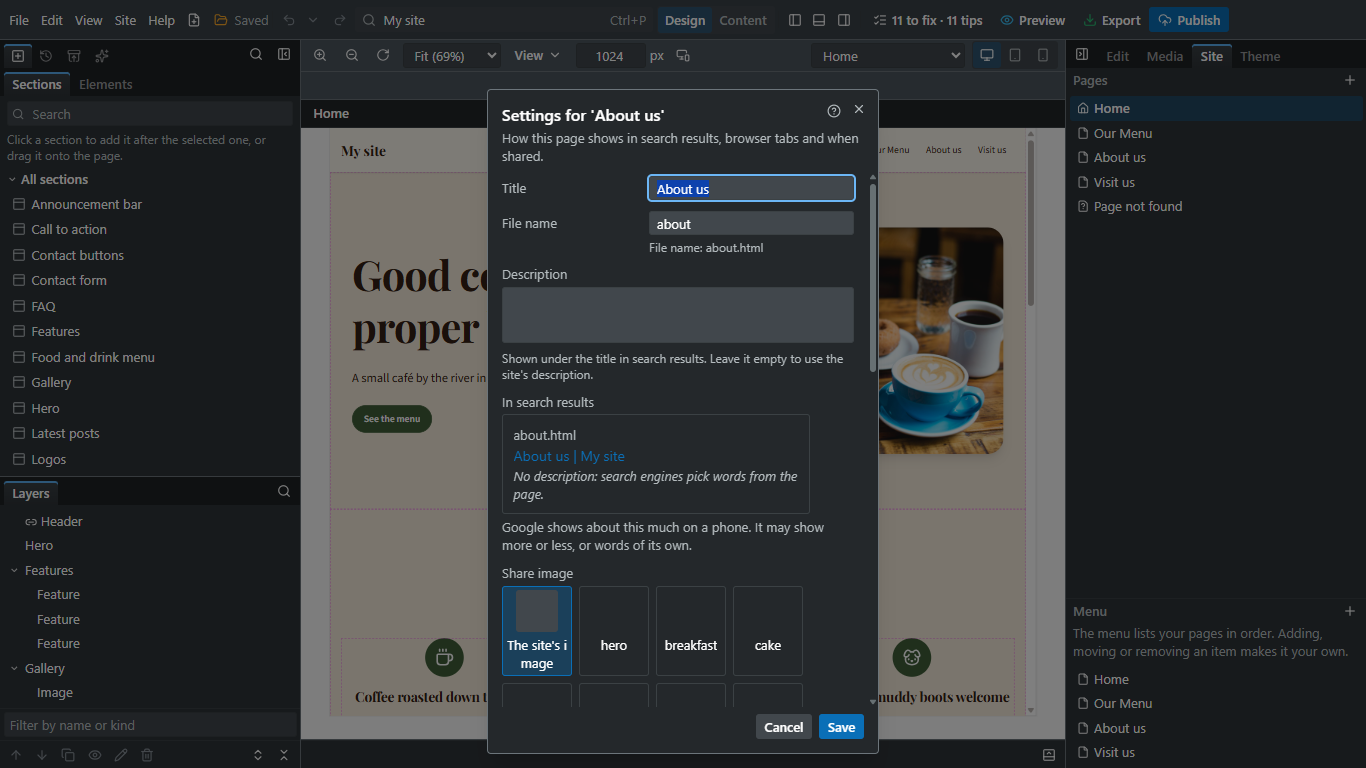 File Edit View Site Help Saved My site Ctrl+P Design Content 11 to fix · 11 tips Preview Export Publish
Fit (69%) View 1024 px Home
Edit Media Site Theme
Sections Elements
Search
Click a section to add it after the selected one, or
drag it onto the page.
All sections
Announcement bar
Call to action
Contact buttons
Contact form
FAQ
Features
Food and drink menu
Gallery
Hero
Latest posts
Logos
Layers
Header
Hero
Features
Feature
Feature
Feature
Gallery
Image
Filter by name or kind
Home
My site
ur Menu About us Visit us
Good co
proper
A small café by the river in
See the menu
Coffee roasted down t
muddy boots welcome
Settings for 'About us'
How this page shows in search results, browser tabs and when
shared.
Title About us
File name about
File name: about.html
Description
Shown under the title in search results. Leave it empty to use the
site's description.
In search results
about.html
About us | My site
No description: search engines pick words from the
page.
Google shows about this much on a phone. It may show
more or less, or words of its own.
Share image
The site's i
mage
hero
breakfast
cake
Cancel Save
Pages
Home
Our Menu
About us
Visit us
Page not found
Menu
The menu lists your pages in order. Adding,
moving or removing an item makes it your own.
Home
Our Menu
About us
Visit us